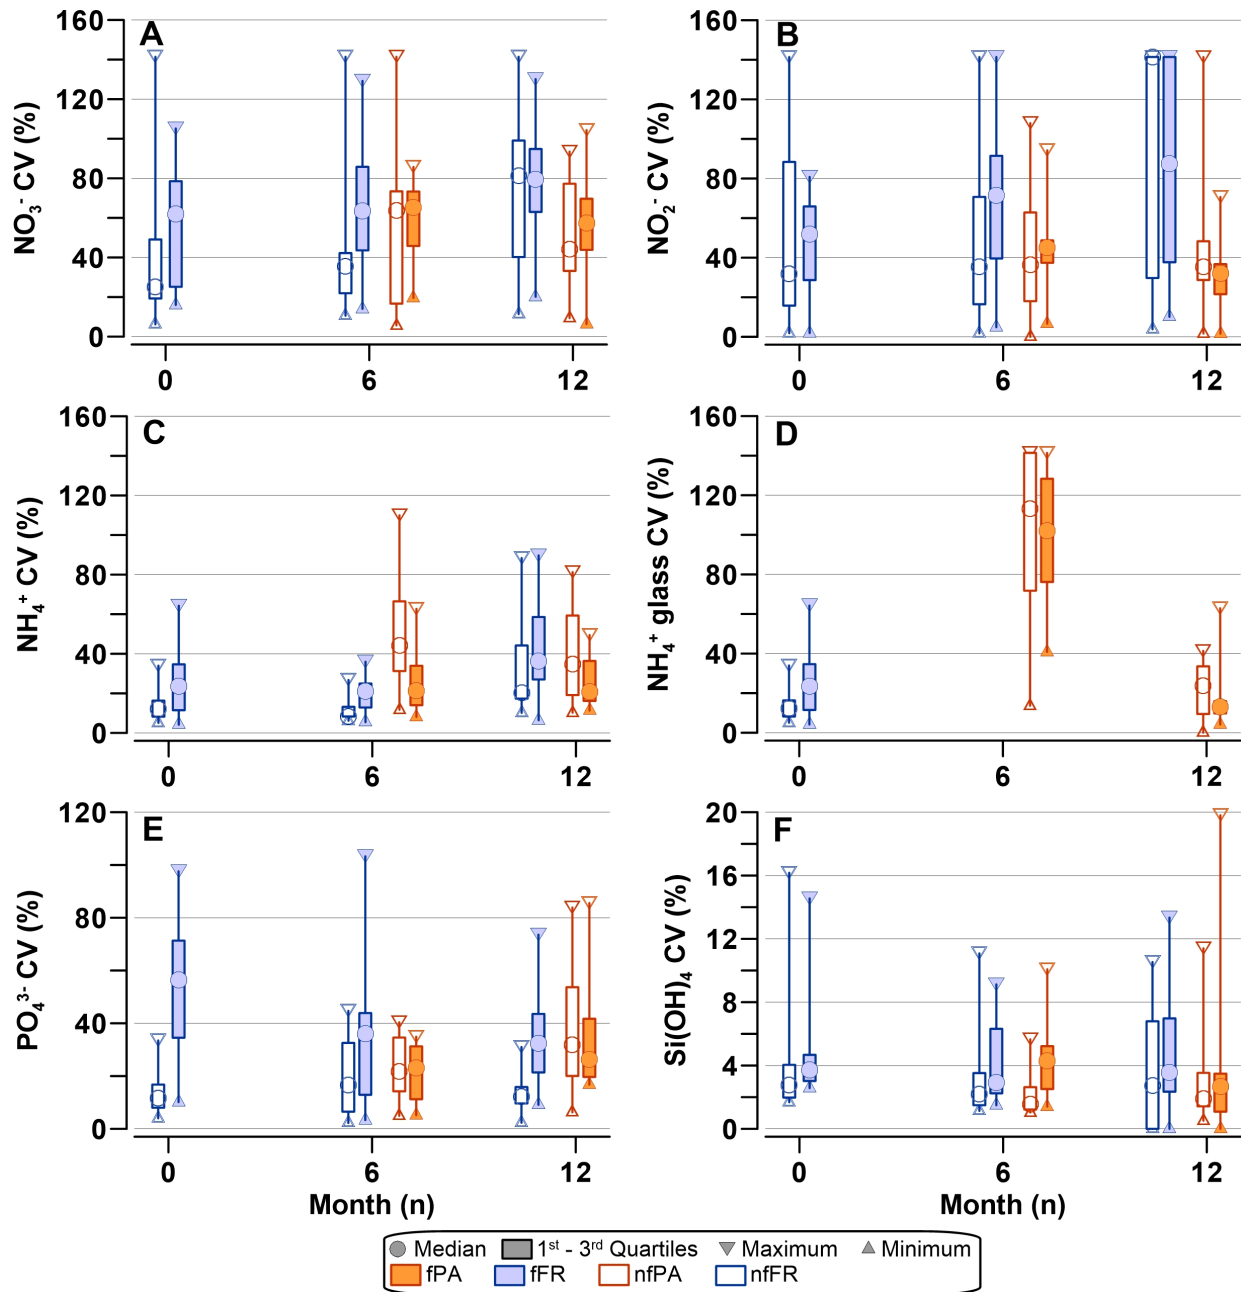 A
NO₃⁻ CV (%)
160
120
80
40
0
0 6 12
B
NO₂⁻ CV (%)
160
120
80
40
0
0 6 12
C
NH₄⁺ CV (%)
160
120
80
40
0
0 6 12
D
NH₄⁺ glass CV (%)
160
120
80
40
0
0 6 12
E
PO₄³⁻ CV (%)
120
80
40
0
0 6 12
Month (n)
F
Si(OH)₄ CV (%)
20
16
12
8
4
0
0 6 12
Month (n)
Median 1ˢᵗ - 3ʳᵈ Quartiles Maximum Minimum
fPA fFR nfPA nfFR